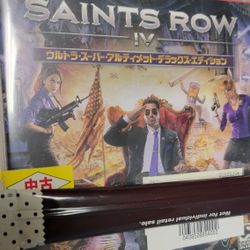 SAINTS ROW
IV
ウルトラ・スーパー・アルティメット・デラックス・エディション
中古
Not for individual retail sale.